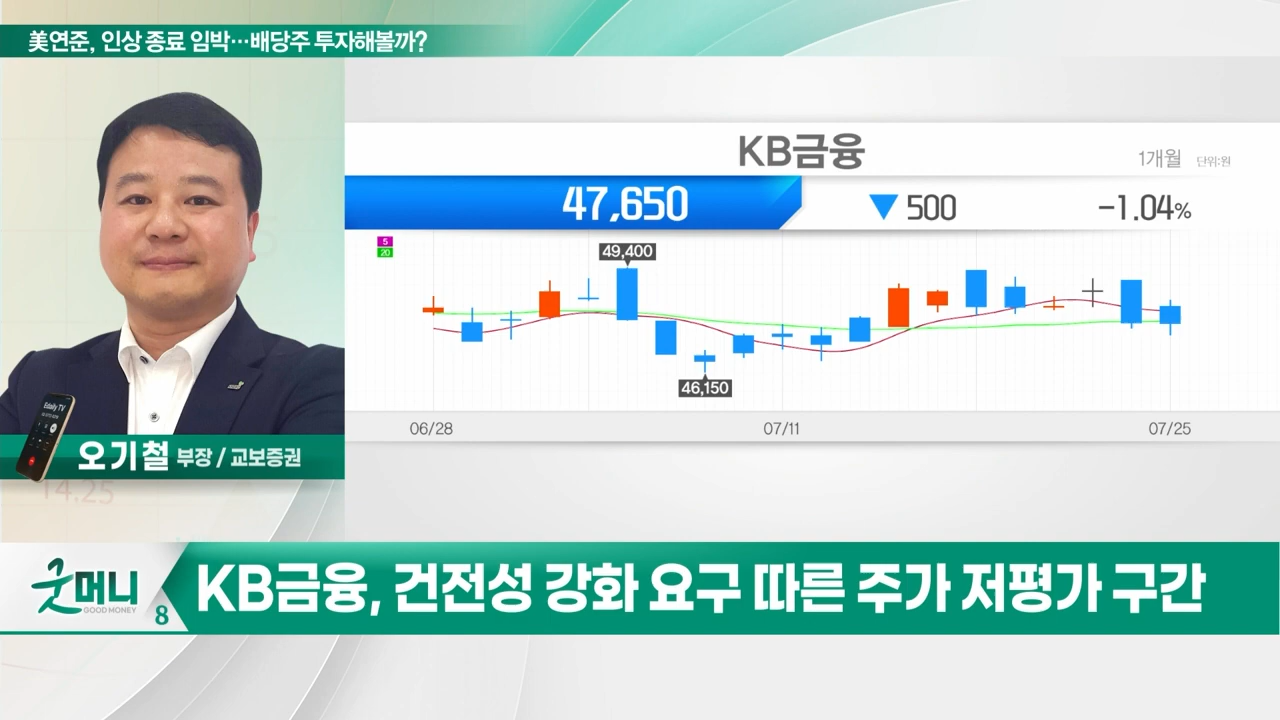 美연준, 인상 종료 임박…배당주 투자해볼까?
KB금융
1개월 단위:원
47,650 ▼500 -1.04%
5
20
49,400
46,150
06/28 07/11 07/25
Edaily TV
오기철 부장 / 교보증권
14.25
굿머니
GOOD MONEY
8
KB금융, 건전성 강화 요구 따른 주가 저평가 구간